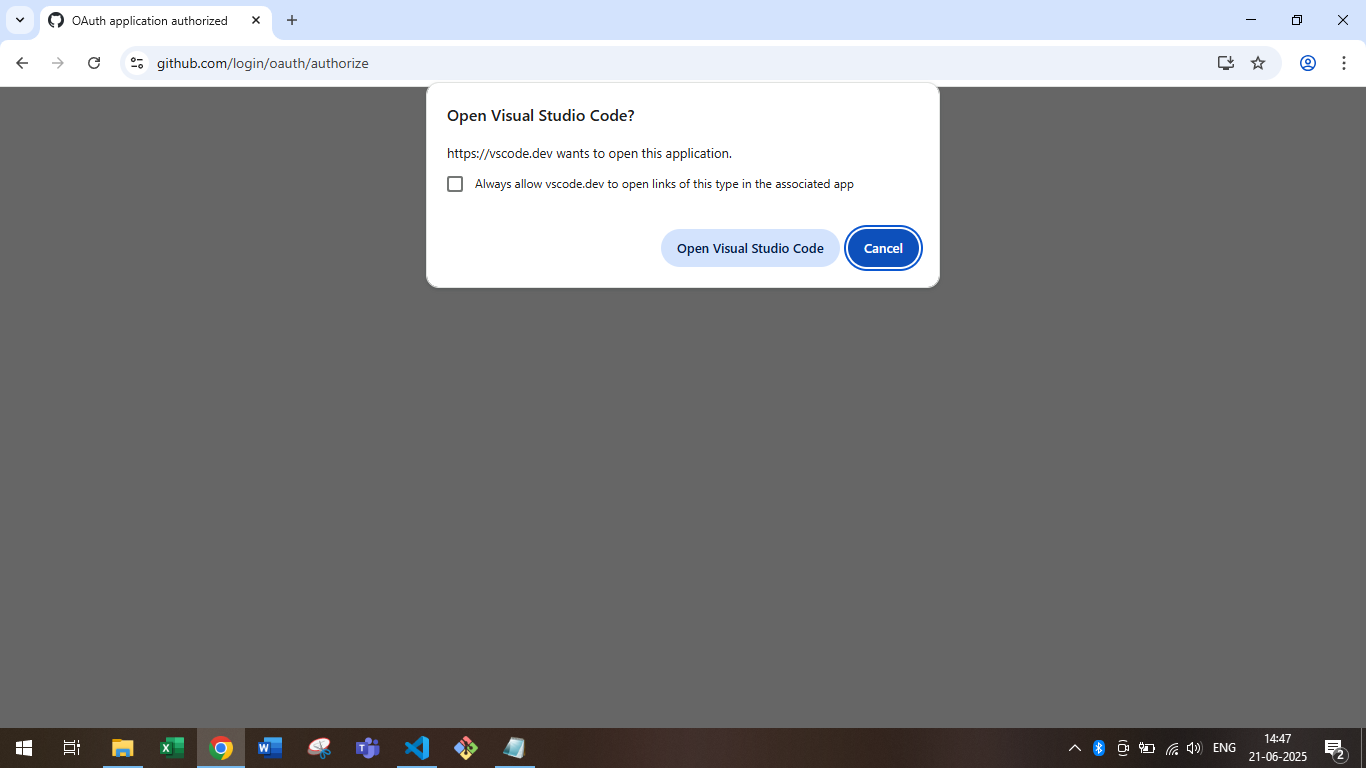 OAuth application authorized
github.com/login/oauth/authorize
Open Visual Studio Code?
https://vscode.dev wants to open this application.
Always allow vscode.dev to open links of this type in the associated app
Open Visual Studio Code
Cancel
ENG
14:47
21-06-2025
2